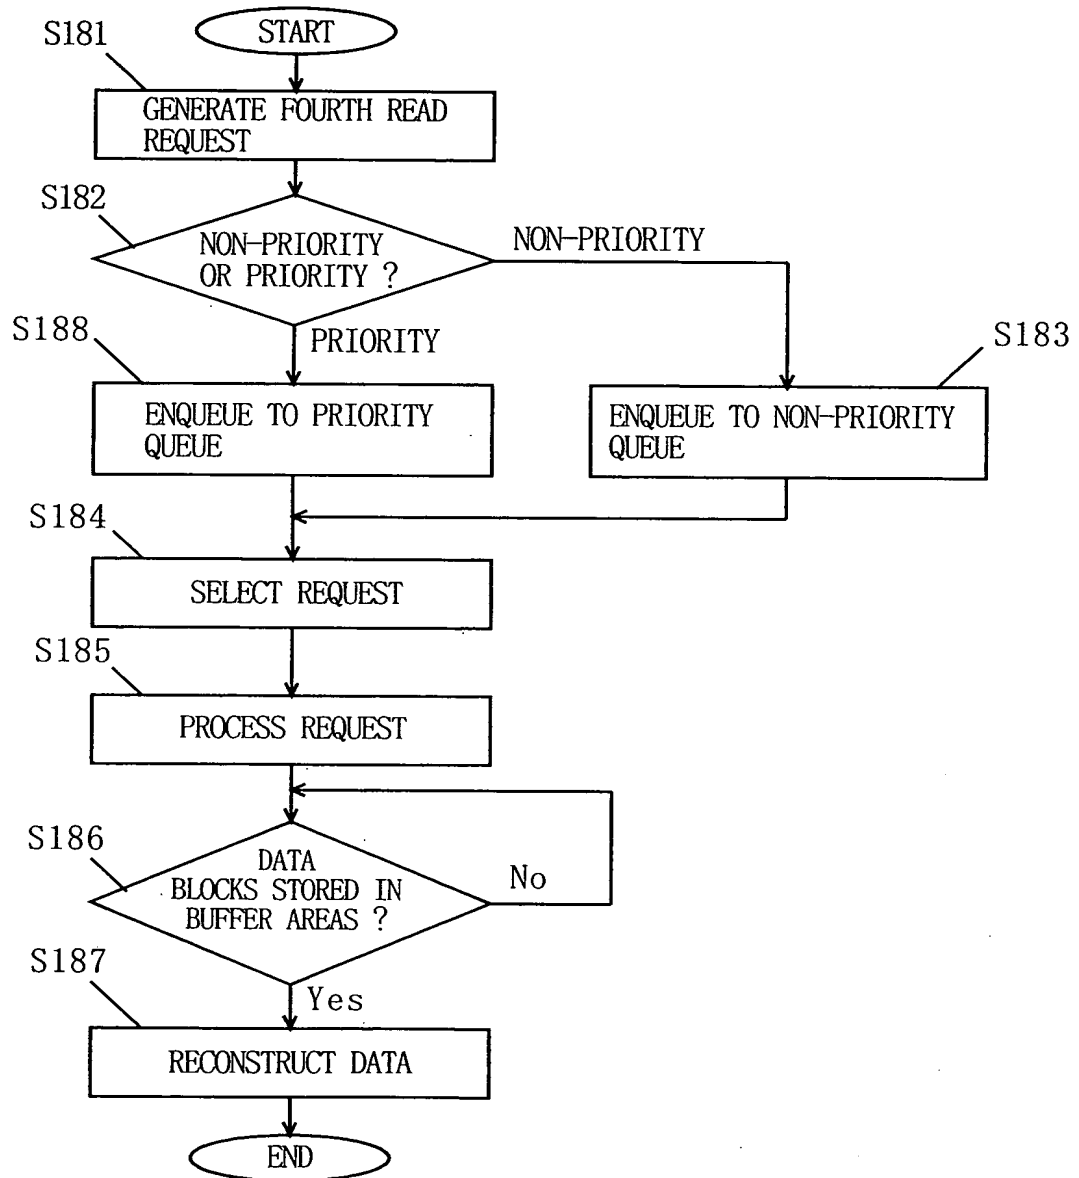 S181
START
GENERATE FOURTH READ
REQUEST
S182
NON-PRIORITY
OR PRIORITY ?
NON-PRIORITY
S188
PRIORITY
S183
ENQUEUE TO PRIORITY
QUEUE
ENQUEUE TO NON-PRIORITY
QUEUE
S184
SELECT REQUEST
S185
PROCESS REQUEST
S186
DATA
BLOCKS STORED IN
BUFFER AREAS ?
No
S187
Yes
RECONSTRUCT DATA
END